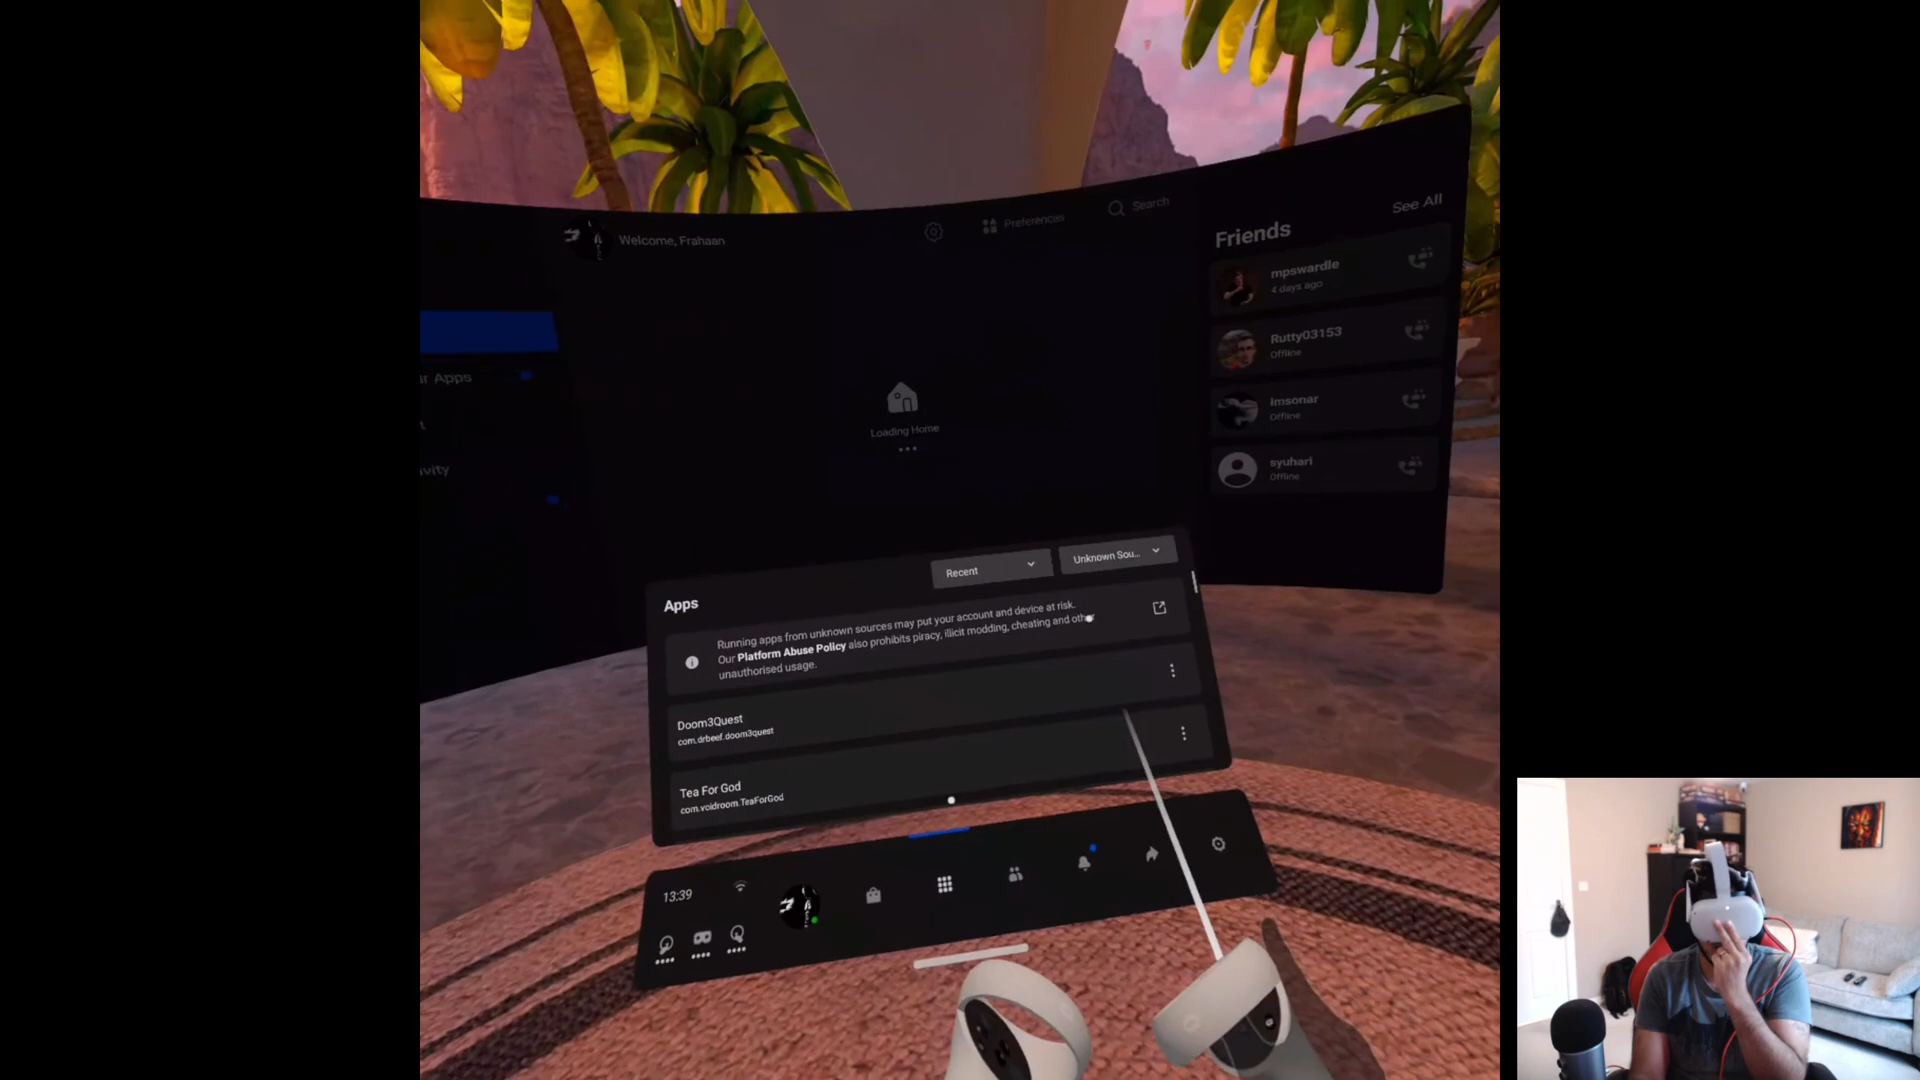 Welcome, Frahaan
Preferences
Search
Friends
See All
mpswardle
4 days ago
Rutty03153
Offline
imsonar
Offline
syuhari
Offline
Apps
Loading Home
Recent
Unknown Sou...
Apps
Running apps from unknown sources may put your account and device at risk.
Our Platform Abuse Policy also prohibits piracy, illicit modding, cheating and other
unauthorised usage.
Doom3Quest
com.drbeef.doom3quest
Tea For God
com.voidroom.TeaForGod
13:39